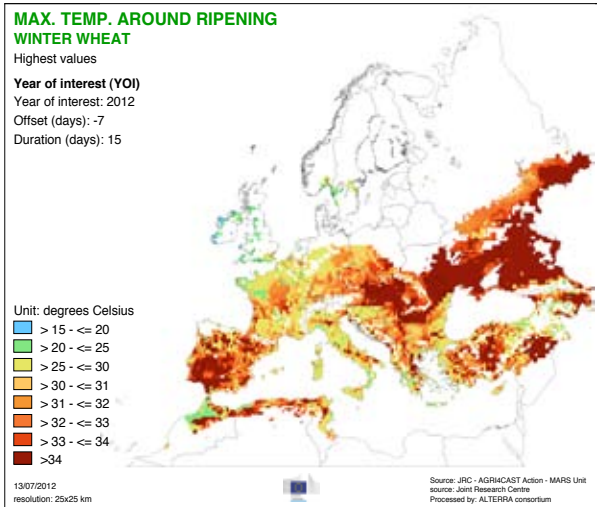 MAX. TEMP. AROUND RIPENING
WINTER WHEAT
Highest values
Year of interest (YOI)
Year of interest: 2012
Offset (days): -7
Duration (days): 15
Unit: degrees Celsius
> 15 - <= 20
> 20 - <= 25
> 25 - <= 30
> 30 - <= 31
> 31 - <= 32
> 32 - <= 33
> 33 - <= 34
>34
13/07/2012
resolution: 25x25 km
Source: JRC - AGRI4CAST Action - MARS Unit
source: Joint Research Centre
Processed by: ALTERRA consortium